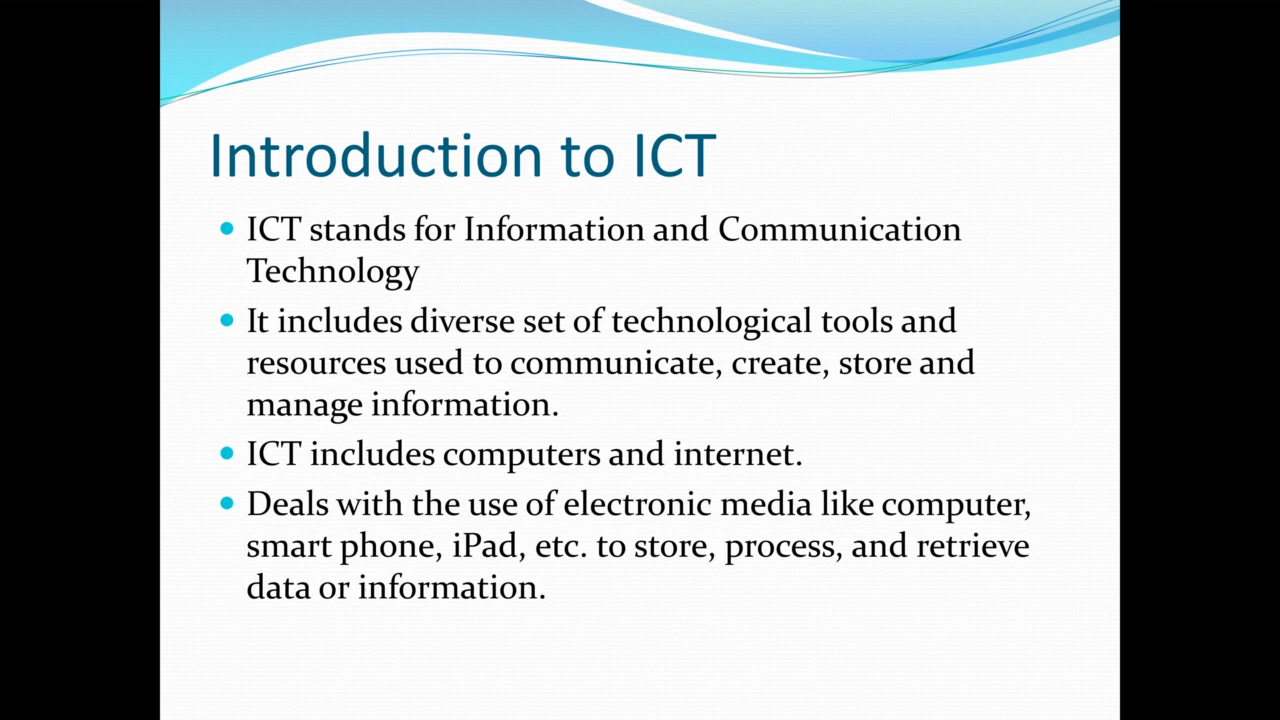 Introduction to ICT
• ICT stands for Information and Communication
Technology
• It includes diverse set of technological tools and
resources used to communicate, create, store and
manage information.
• ICT includes computers and internet.
• Deals with the use of electronic media like computer,
smart phone, iPad, etc. to store, process, and retrieve
data or information.